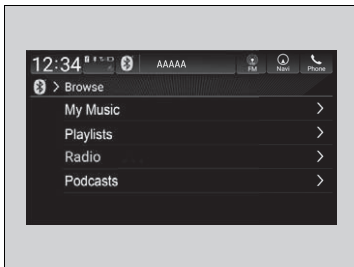 12:34 AAAAA FM Navi Phone
> Browse
My Music >
Playlists >
Radio >
Podcasts >